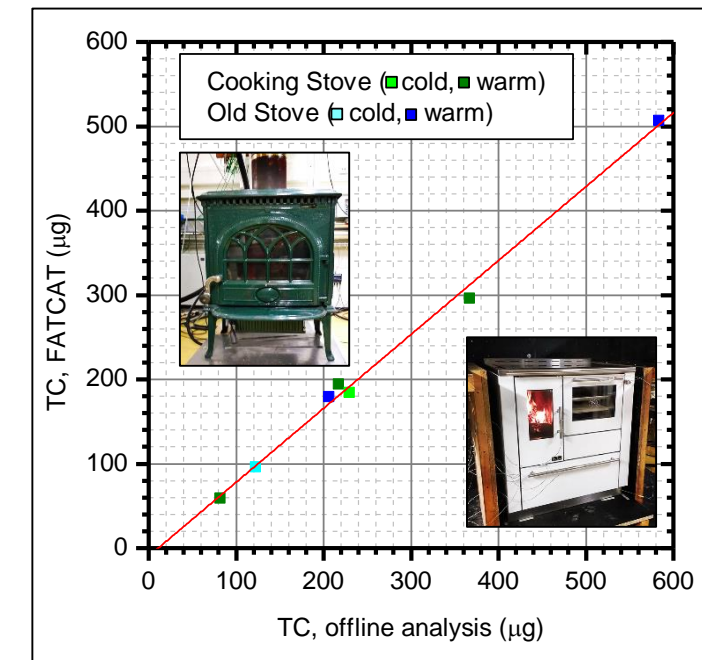 600
500
400
300
200
100
0
TC, FATCAT (μg)
Cooking Stove (cold, warm)
Old Stove (cold, warm)
0 100 200 300 400 500 600
TC, offline analysis (μg)